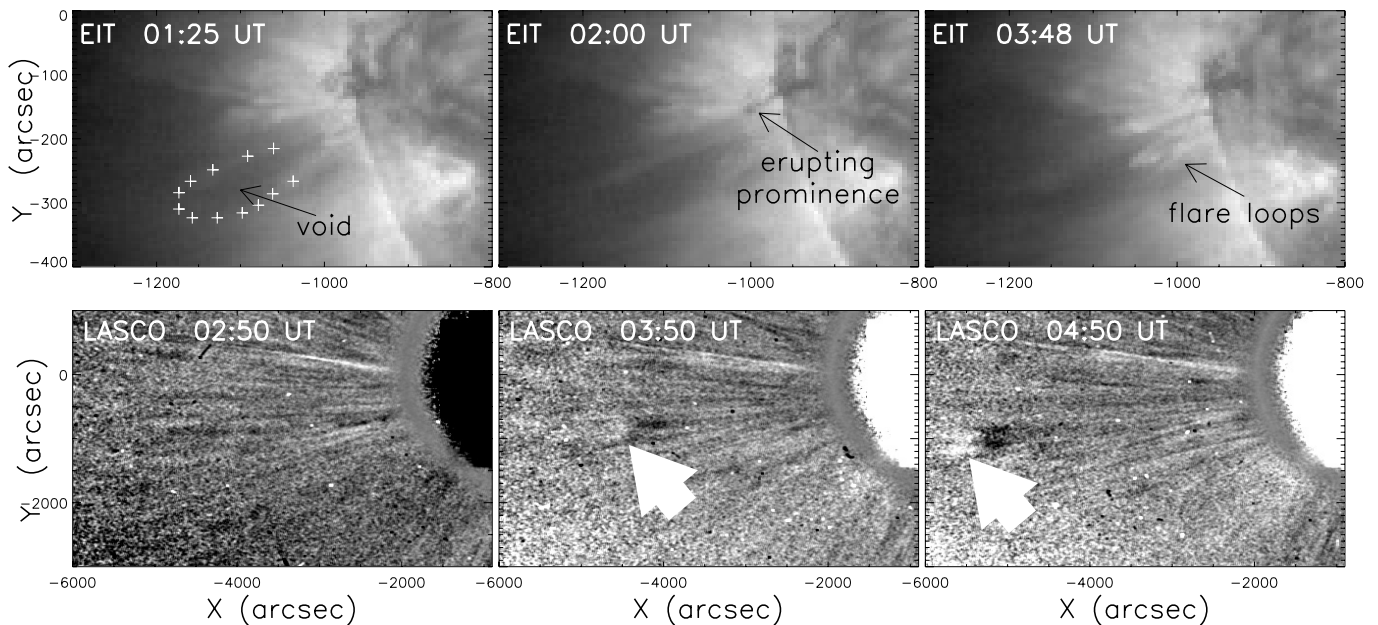 EIT 01:25 UT
EIT 02:00 UT
EIT 03:48 UT
0
-100
-200
-300
-400
Y (arcsec)
void
erupting
prominence
flare loops
-1200 -1000 -800
-1200 -1000 -800
-1200 -1000 -800
LASCO 02:50 UT
LASCO 03:50 UT
LASCO 04:50 UT
0
-2000
Y (arcsec)
-6000 -4000 -2000
-6000 -4000 -2000
-6000 -4000 -2000
X (arcsec)
X (arcsec)
X (arcsec)